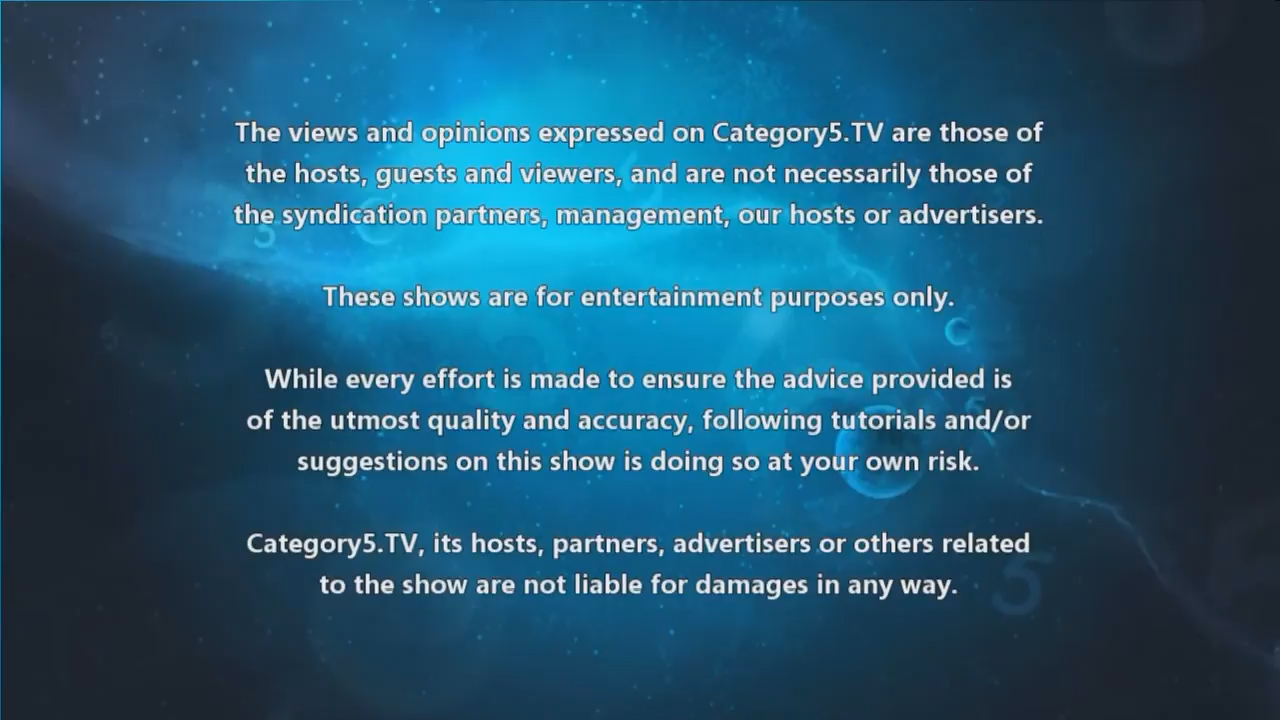 The views and opinions expressed on Category5.TV are those of
the hosts, guests and viewers, and are not necessarily those of
the syndication partners, management, our hosts or advertisers.
These shows are for entertainment purposes only.
While every effort is made to ensure the advice provided is
of the utmost quality and accuracy, following tutorials and/or
suggestions on this show is doing so at your own risk.
Category5.TV, its hosts, partners, advertisers or others related
to the show are not liable for damages in any way.